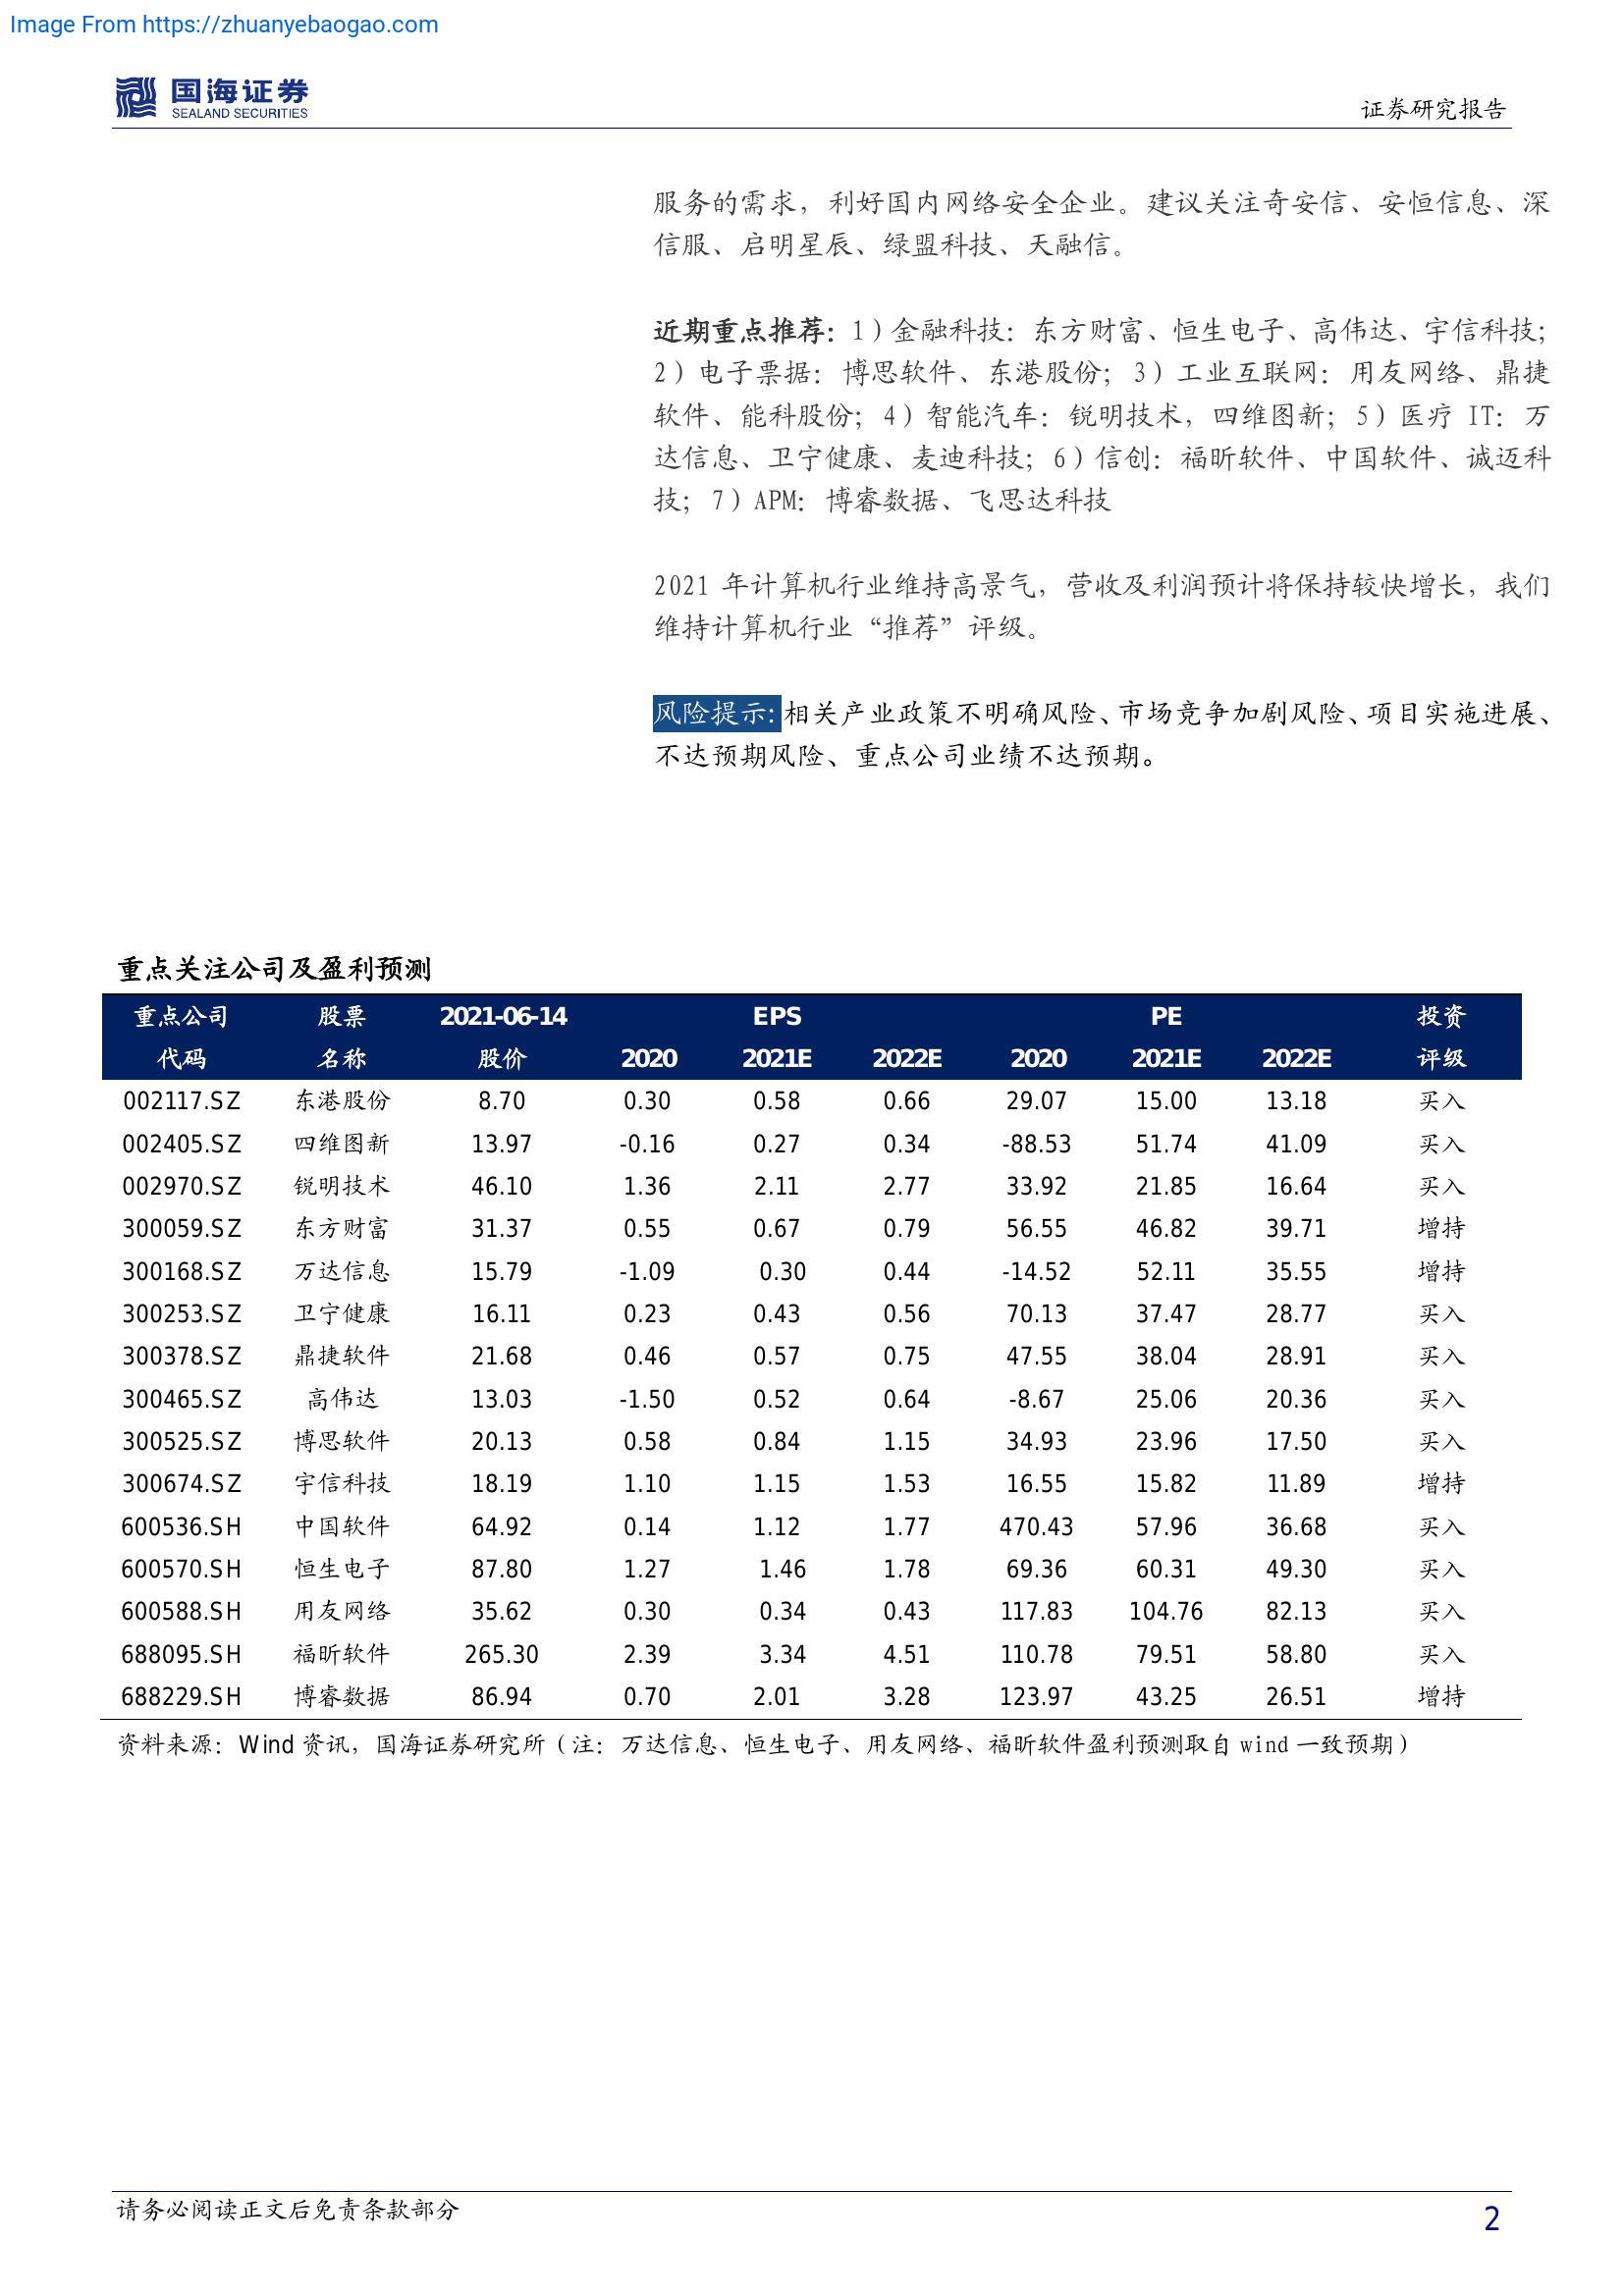 Image From https://zhuanyebaogao.com
国海证券
SEALAND SECURITIES
证券研究报告
服务的需求，利好国内网络安全企业。建议关注奇安信、安恒信息、深
信服、启明星辰、绿盟科技、天融信。
近期重点推荐：1）金融科技：东方财富、恒生电子、高伟达、宇信科技；
2）电子票据：博思软件、东港股份；3）工业互联网：用友网络、鼎捷
软件、能科股份；4）智能汽车：锐明技术，四维图新；5）医疗 IT：万
达信息、卫宁健康、麦迪科技；6）信创：福昕软件、中国软件、诚迈科
技；7）APM：博睿数据、飞思达科技
2021 年计算机行业维持高景气，营收及利润预计将保持较快增长，我们
维持计算机行业“推荐”评级。
风险提示：相关产业政策不明确风险、市场竞争加剧风险、项目实施进展、
不达预期风险、重点公司业绩不达预期。
重点关注公司及盈利预测
重点公司 股票 2021-06-14 EPS PE 投资
代码 名称 股价 2020 2021E 2022E 2020 2021E 2022E 评级
002117.SZ 东港股份 8.70 0.30 0.58 0.66 29.07 15.00 13.18 买入
002405.SZ 四维图新 13.97 -0.16 0.27 0.34 -88.53 51.74 41.09 买入
002970.SZ 锐明技术 46.10 1.36 2.11 2.77 33.92 21.85 16.64 买入
300059.SZ 东方财富 31.37 0.55 0.67 0.79 56.55 46.82 39.71 增持
300168.SZ 万达信息 15.79 -1.09 0.30 0.44 -14.52 52.11 35.55 增持
300253.SZ 卫宁健康 16.11 0.23 0.43 0.56 70.13 37.47 28.77 买入
300378.SZ 鼎捷软件 21.68 0.46 0.57 0.75 47.55 38.04 28.91 买入
300465.SZ 高伟达 13.03 -1.50 0.52 0.64 -8.67 25.06 20.36 买入
300525.SZ 博思软件 20.13 0.58 0.84 1.15 34.93 23.96 17.50 买入
300674.SZ 宇信科技 18.19 1.10 1.15 1.53 16.55 15.82 11.89 增持
600536.SH 中国软件 64.92 0.14 1.12 1.77 470.43 57.96 36.68 买入
600570.SH 恒生电子 87.80 1.27 1.46 1.78 69.36 60.31 49.30 买入
600588.SH 用友网络 35.62 0.30 0.34 0.43 117.83 104.76 82.13 买入
688095.SH 福昕软件 265.30 2.39 3.34 4.51 110.78 79.51 58.80 买入
688229.SH 博睿数据 86.94 0.70 2.01 3.28 123.97 43.25 26.51 增持
资料来源：Wind 资讯，国海证券研究所（注：万达信息、恒生电子、用友网络、福昕软件盈利预测取自 wind 一致预期）
请务必阅读正文后免责条款部分
2